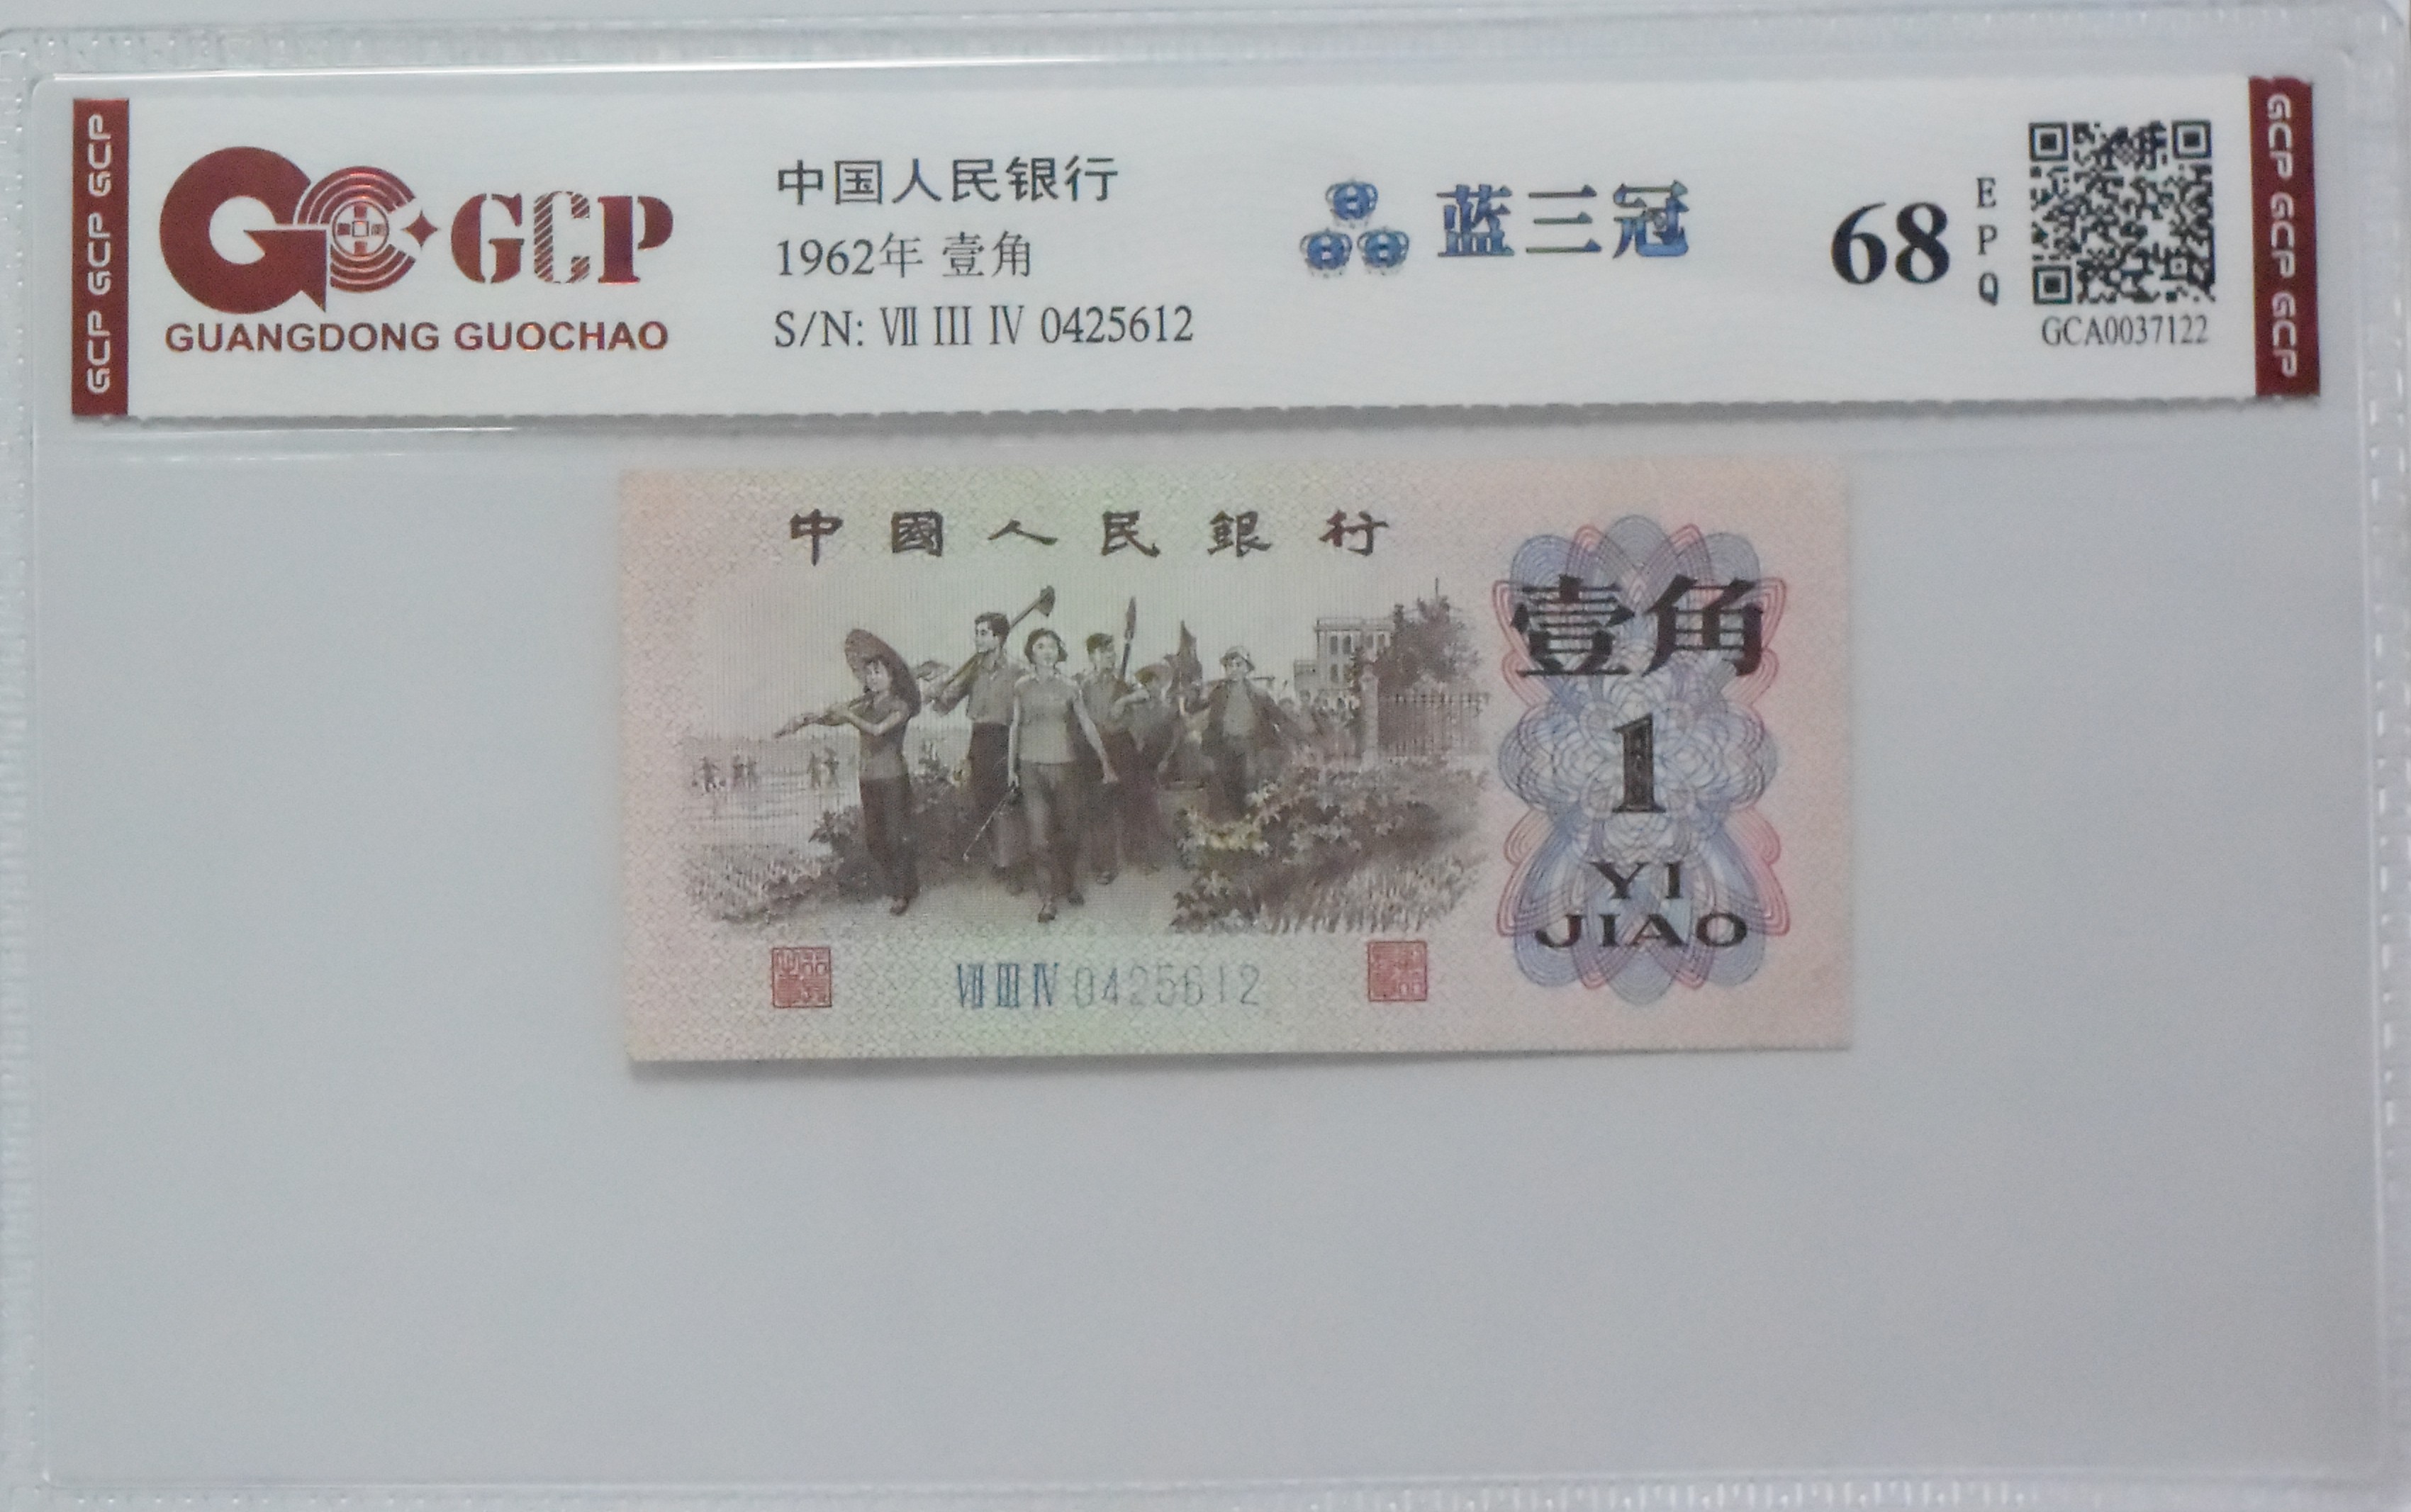 GCP GCP GCP
GCP
GUANGDONG GUOCHAO
中国人民银行
1962年 壹角
S/N: Ⅶ Ⅲ Ⅳ 0425612
蓝三冠
68
E
P
Q
GCA0037122
GCP GCP GCP
中國人民銀行
壹角
1
YI
JIAO
Ⅶ Ⅲ Ⅳ 0425612